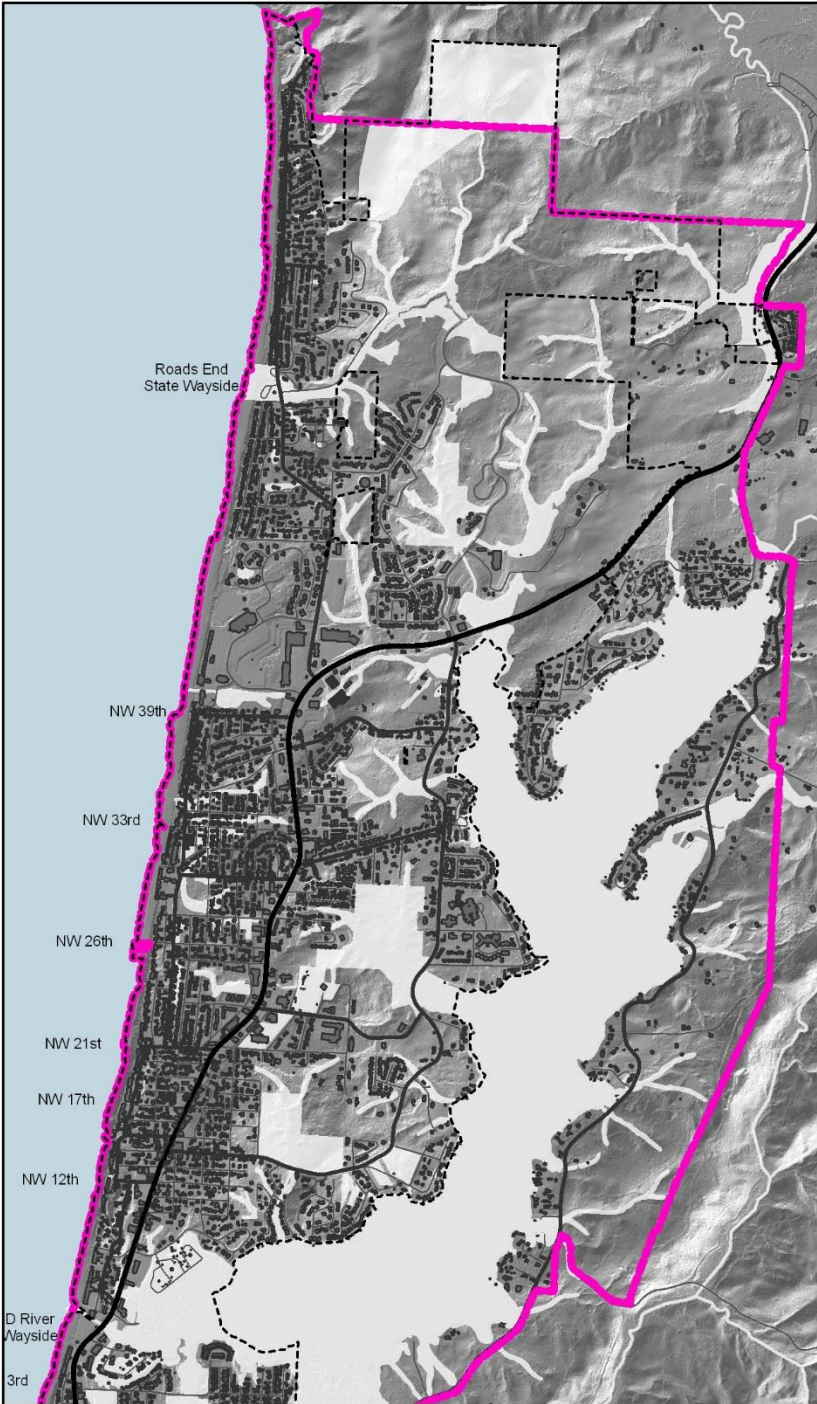 Roads End
State Wayside
NW 39th
NW 33rd
NW 26th
NW 21st
NW 17th
NW 12th
D River
Wayside
3rd